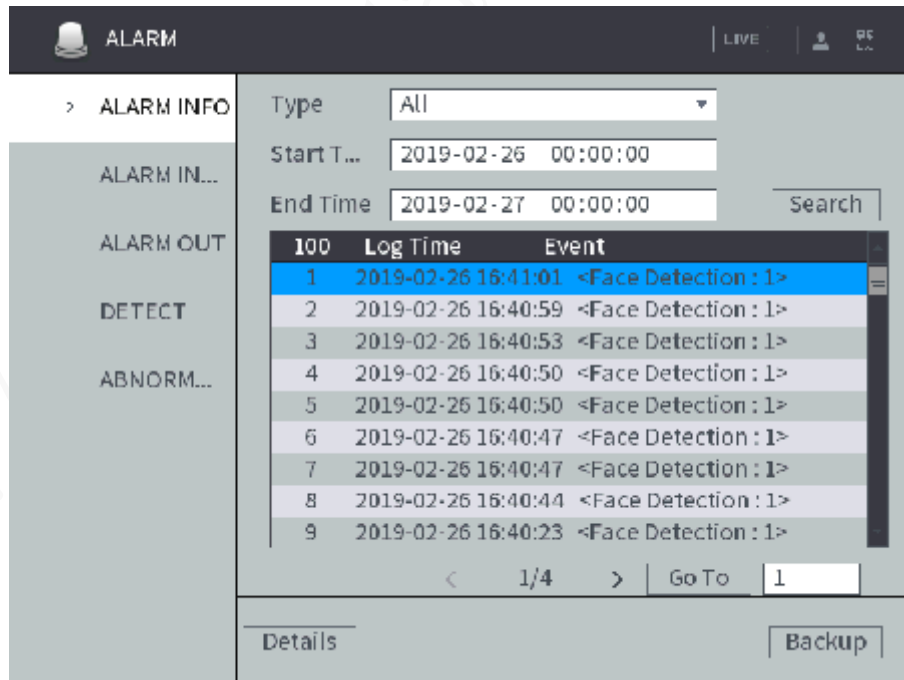 ALARM
LIVE
> ALARM INFO
ALARM IN...
ALARM OUT
DETECT
ABNORM...
Type All
Start T... 2019-02-26 00:00:00
End Time 2019-02-27 00:00:00 Search
100 Log Time Event
1 2019-02-26 16:41:01 <Face Detection : 1>
2 2019-02-26 16:40:59 <Face Detection : 1>
3 2019-02-26 16:40:53 <Face Detection : 1>
4 2019-02-26 16:40:50 <Face Detection : 1>
5 2019-02-26 16:40:50 <Face Detection : 1>
6 2019-02-26 16:40:47 <Face Detection : 1>
7 2019-02-26 16:40:47 <Face Detection : 1>
8 2019-02-26 16:40:44 <Face Detection : 1>
9 2019-02-26 16:40:23 <Face Detection : 1>
< 1/4 > Go To 1
Details Backup